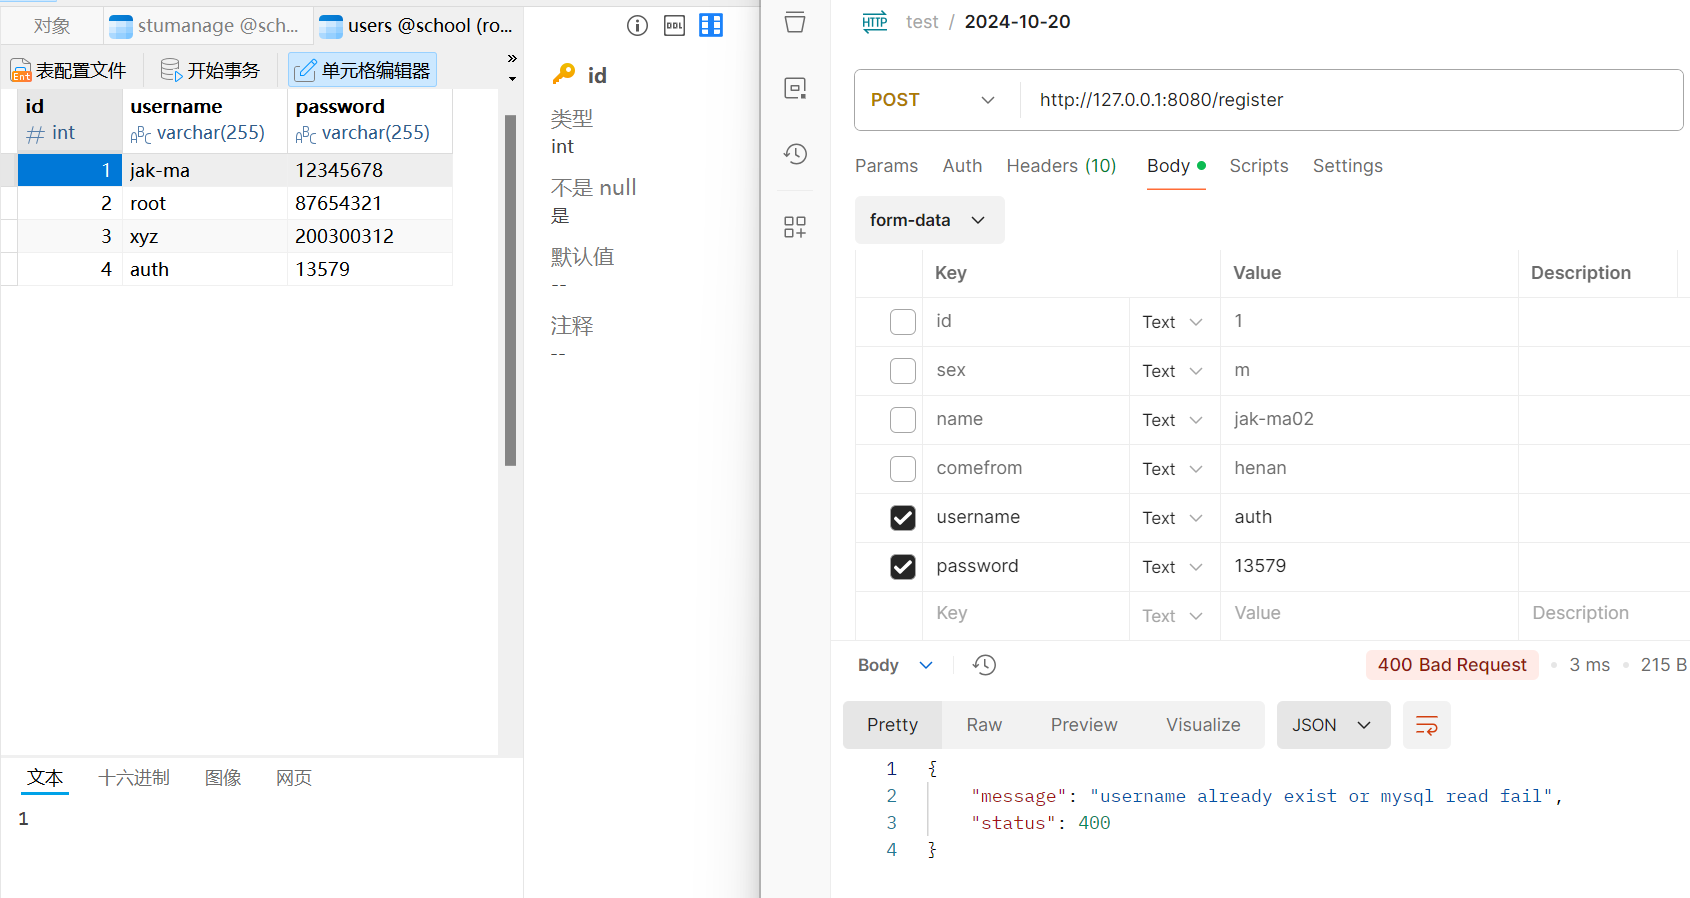 对象
stumanage @sch...
users @school (ro...
DDL
Ent 表配置文件
开始事务
单元格编辑器
id
username
password
# int
ABC varchar(255)
ABC varchar(255)
1 jak-ma 12345678
2 root 87654321
3 xyz 200300312
4 auth 13579
id
类型
int
不是 null
是
默认值
--
注释
--
文本 十六进制 图像 网页
1
HTTP test / 2024-10-20
POST http://127.0.0.1:8080/register
Params Auth Headers (10) Body Scripts Settings
form-data
Key Value Description
id Text 1
sex Text m
name Text jak-ma02
comefrom Text henan
username Text auth
password Text 13579
Key Text Value Description
Body 400 Bad Request 3 ms 215 B
Pretty Raw Preview Visualize JSON
1 {
2 "message": "username already exist or mysql read fail",
3 "status": 400
4 }